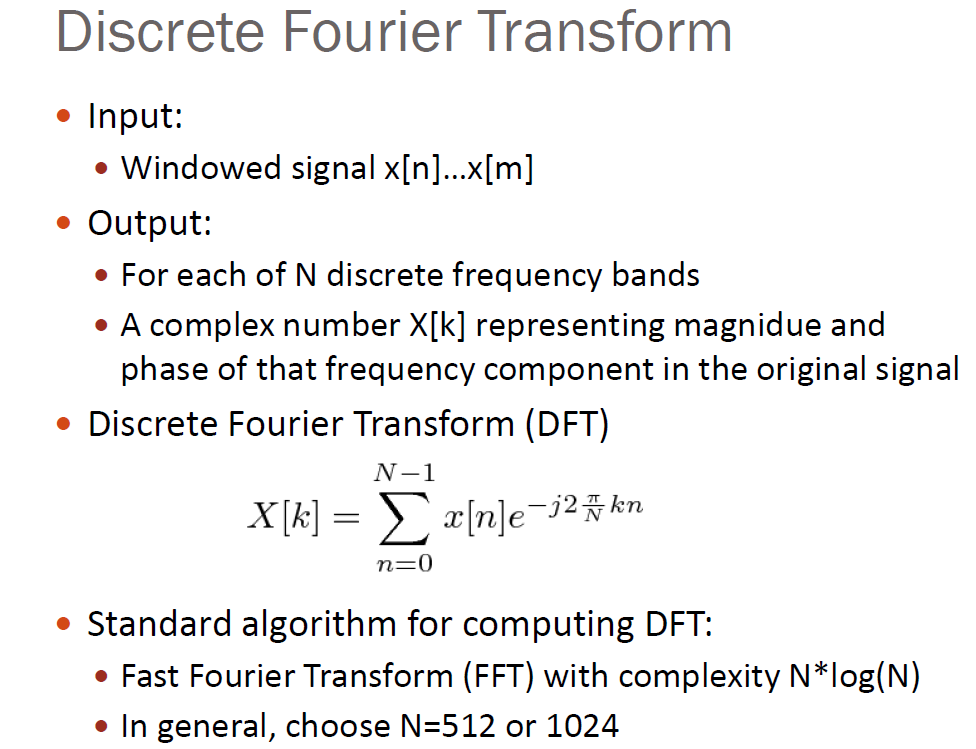 Discrete Fourier Transform
• Input:
• Windowed signal x[n]…x[m]
• Output:
• For each of N discrete frequency bands
• A complex number X[k] representing magnidue and
phase of that frequency component in the original signal
• Discrete Fourier Transform (DFT)
N−1
X[k] = ∑ x[n]e^{−j2\frac{π}{N}kn}
n=0
• Standard algorithm for computing DFT:
• Fast Fourier Transform (FFT) with complexity N*log(N)
• In general, choose N=512 or 1024